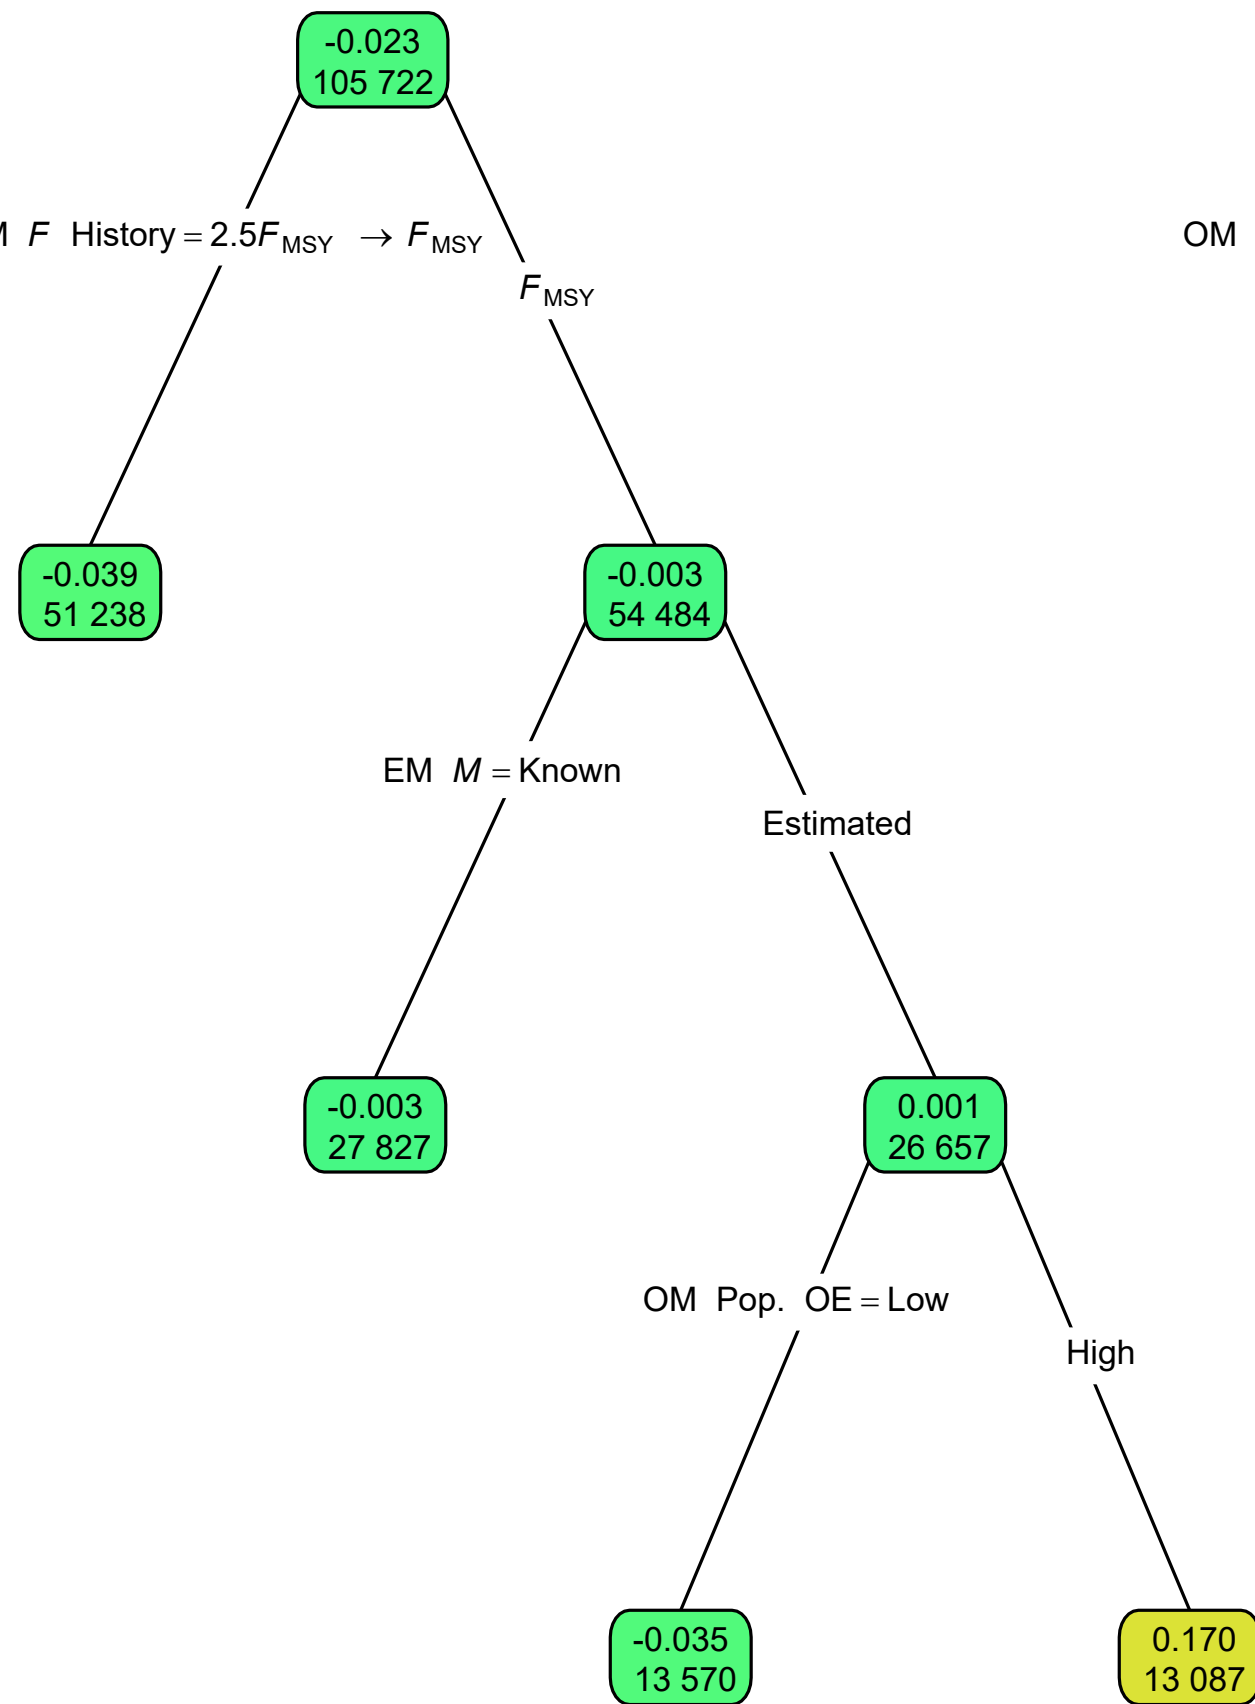 -0.023
105 722
F History = 2.5F MSY → F MSY
OM
F MSY
-0.039
51 238
-0.003
54 484
EM M = Known
Estimated
-0.003
27 827
0.001
26 657
OM Pop. OE = Low
High
-0.035
13 570
0.170
13 087